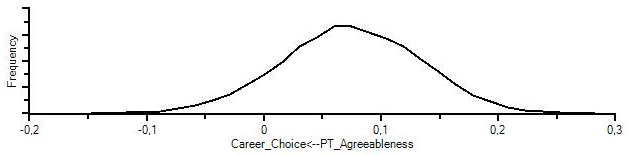 Frequency
-0,2 -0,1 0 0,1 0,2 0,3
Career_Choice<--PT_Agreeableness